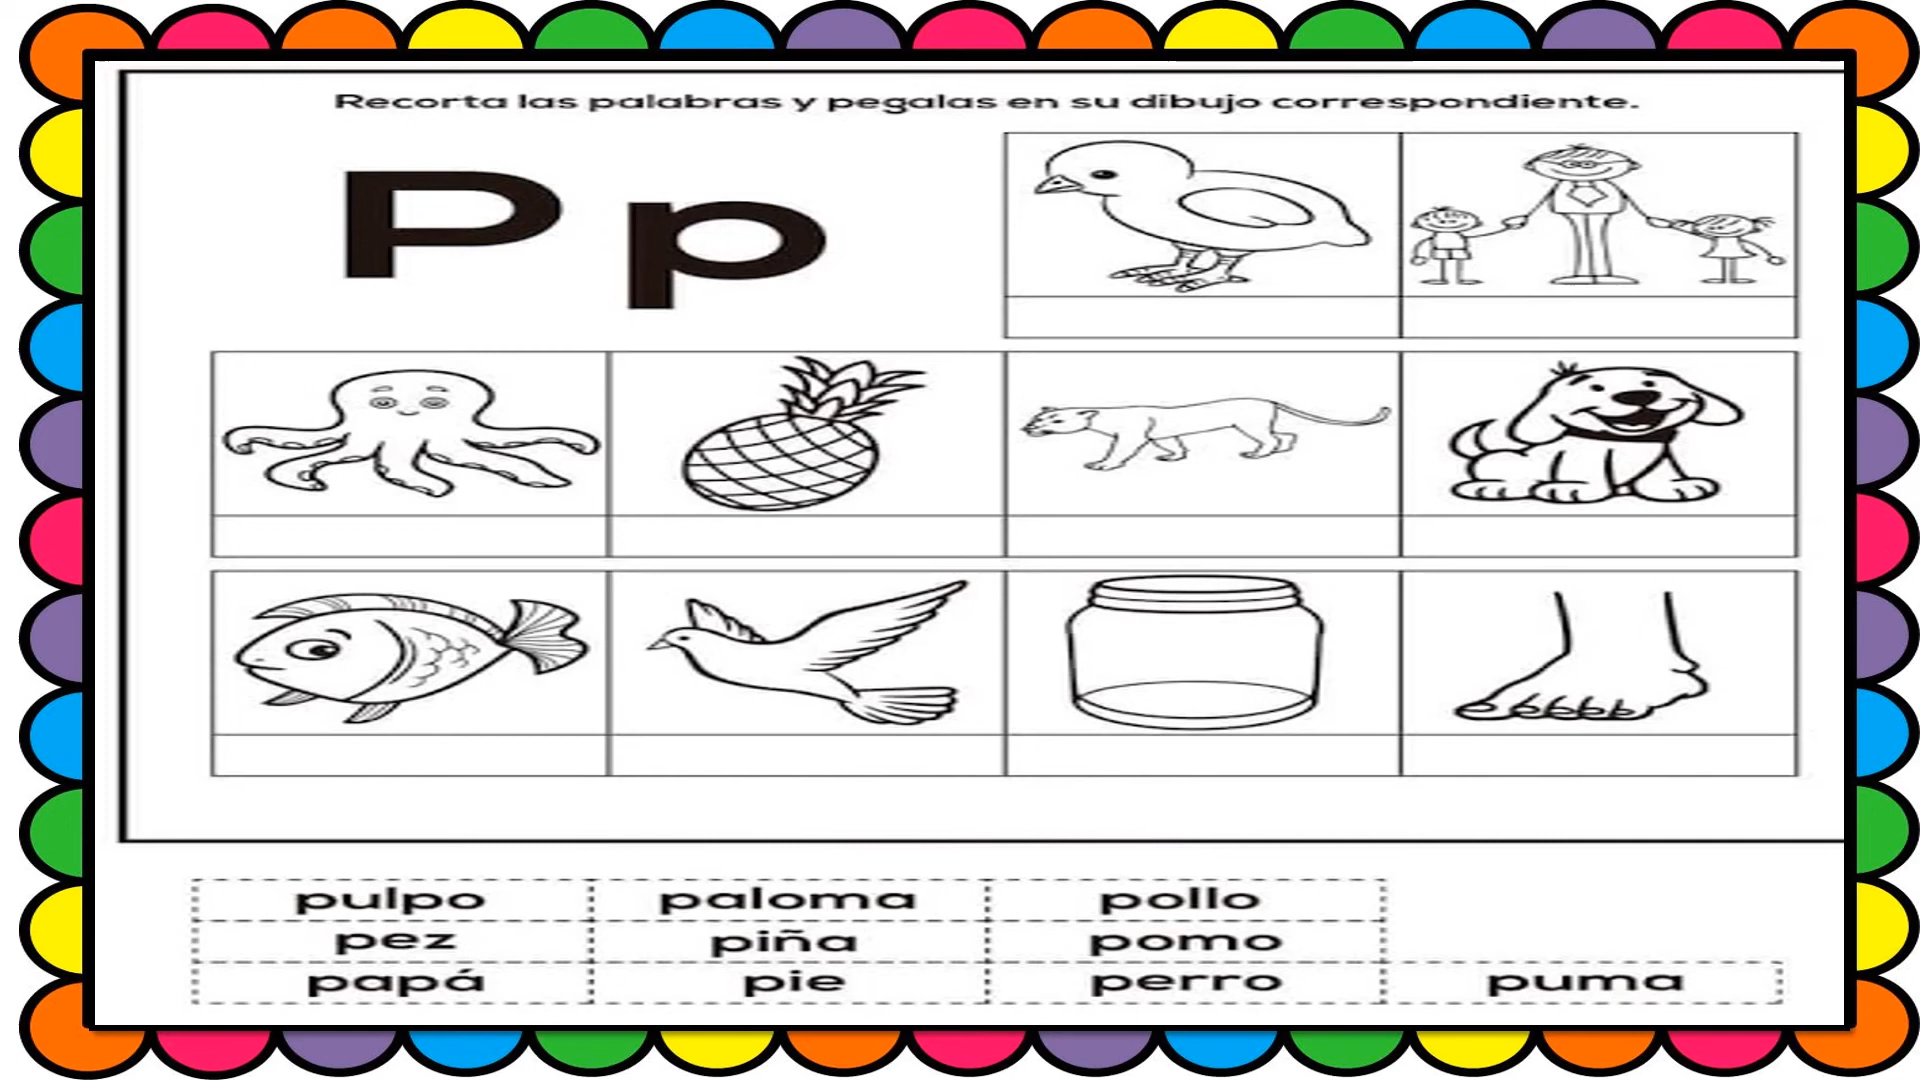 Recorta las palabras y pegalas en su dibujo correspondiente.
P p
pulpo paloma pollo
pez piña pomo
papá pie perro puma